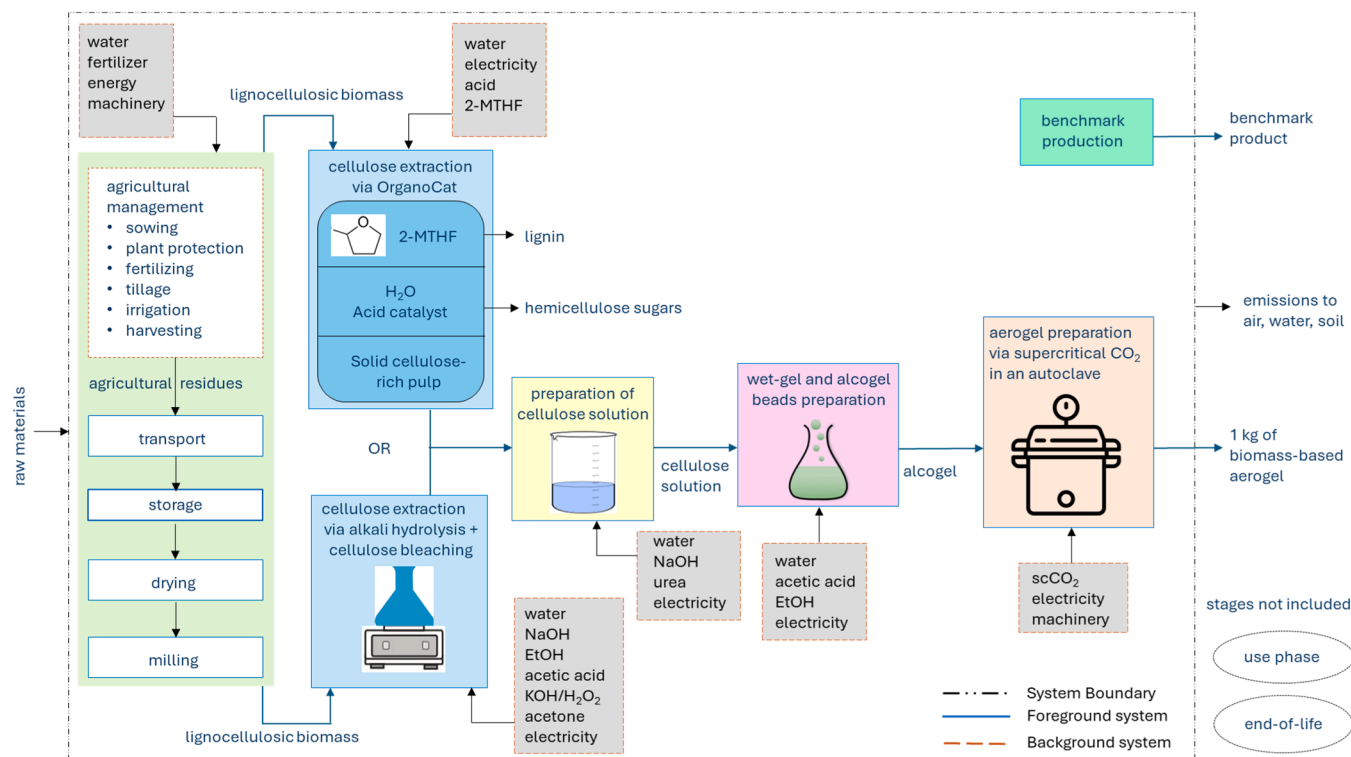 water
fertilizer
energy
machinery
lignocellulosic biomass
water
electricity
acid
2-MTHF
benchmark
production
benchmark
product
agricultural
management
• sowing
• plant protection
• fertilizing
• tillage
• irrigation
• harvesting
agricultural residues
transport
storage
drying
milling
lignocellulosic biomass
raw materials
cellulose extraction
via OrganoCat
O
2-MTHF
lignin
H₂O
Acid catalyst
hemicellulose sugars
Solid cellulose-
rich pulp
OR
cellulose extraction
via alkali hydrolysis +
cellulose bleaching
water
NaOH
EtOH
acetic acid
KOH/H₂O₂
acetone
electricity
preparation of
cellulose solution
water
NaOH
urea
electricity
cellulose
solution
wet-gel and alcogel
beads preparation
water
acetic acid
EtOH
electricity
alcogel
aerogel preparation
via supercritical CO₂
in an autoclave
scCO₂
electricity
machinery
emissions to
air, water, soil
1 kg of
biomass-based
aerogel
stages not included
use phase
end-of-life
System Boundary
Foreground system
Background system